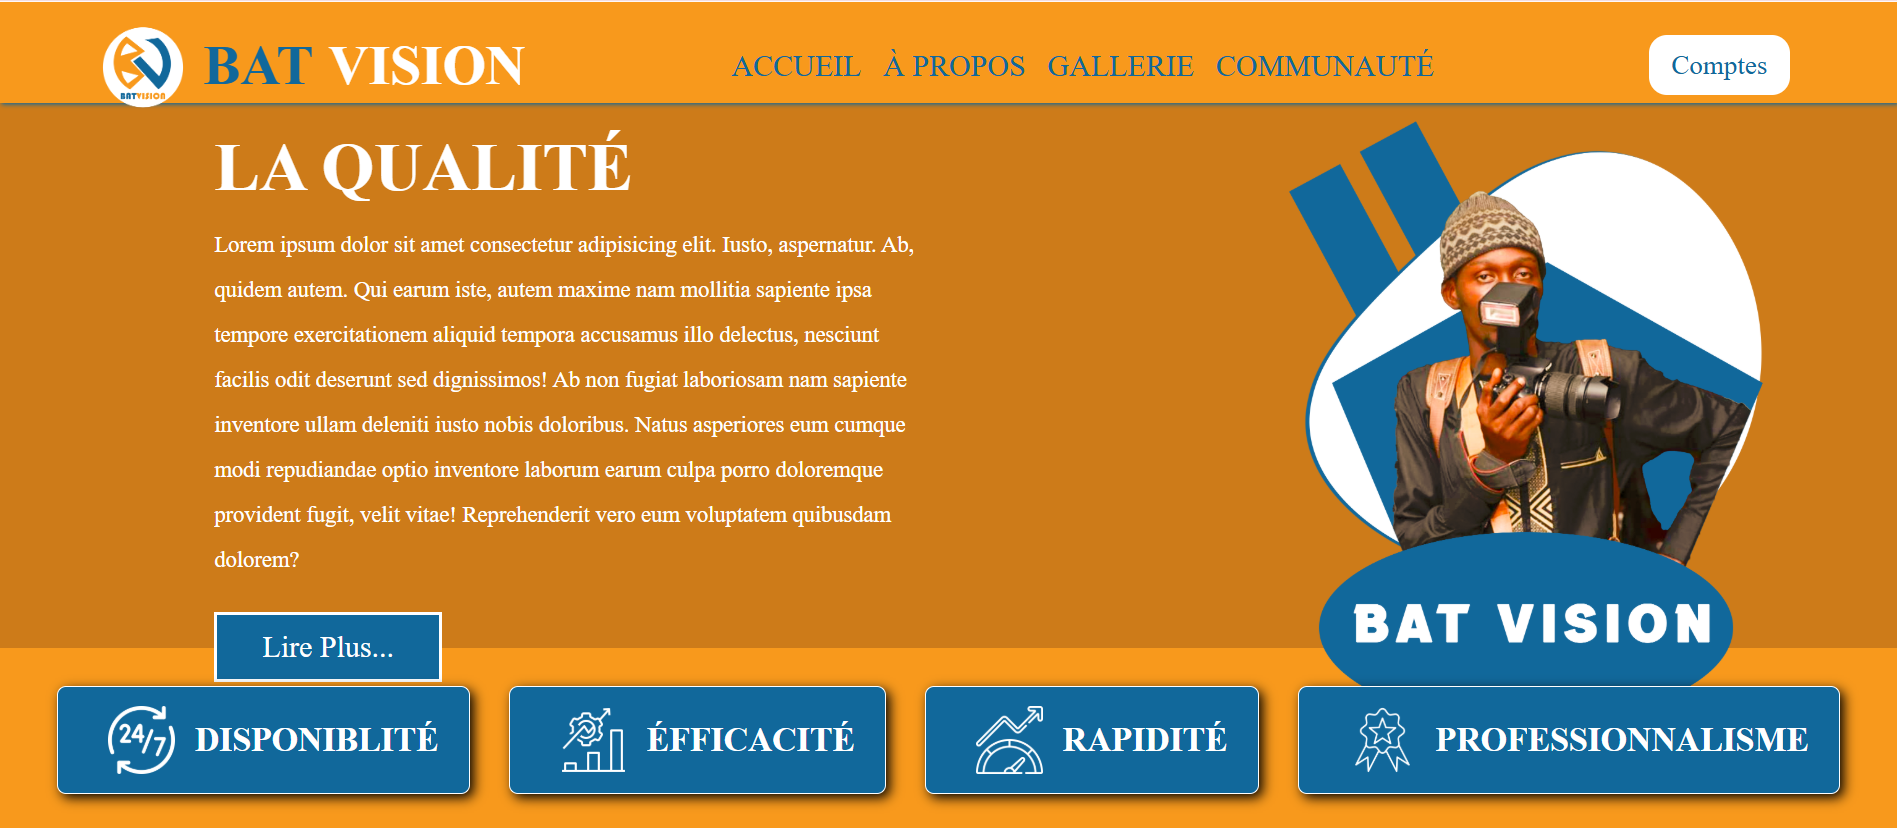 BATVISION
BAT VISION
ACCUEIL À PROPOS GALLERIE COMMUNAUTÉ
Comptes
LA QUALITÉ
Lorem ipsum dolor sit amet consectetur adipisicing elit. Iusto, aspernatur. Ab,
quidem autem. Qui earum iste, autem maxime nam mollitia sapiente ipsa
tempore exercitationem aliquid tempora accusamus illo delectus, nesciunt
facilis odit deserunt sed dignissimos! Ab non fugiat laboriosam nam sapiente
inventore ullam deleniti iusto nobis doloribus. Natus asperiores eum cumque
modi repudiandae optio inventore laborum earum culpa porro doloremque
provident fugit, velit vitae! Reprehenderit vero eum voluptatem quibusdam
dolorem?
Lire Plus...
BAT VISION
24/7 DISPONIBLITÉ
ÉFFICACITÉ
RAPIDITÉ
PROFESSIONNALISME